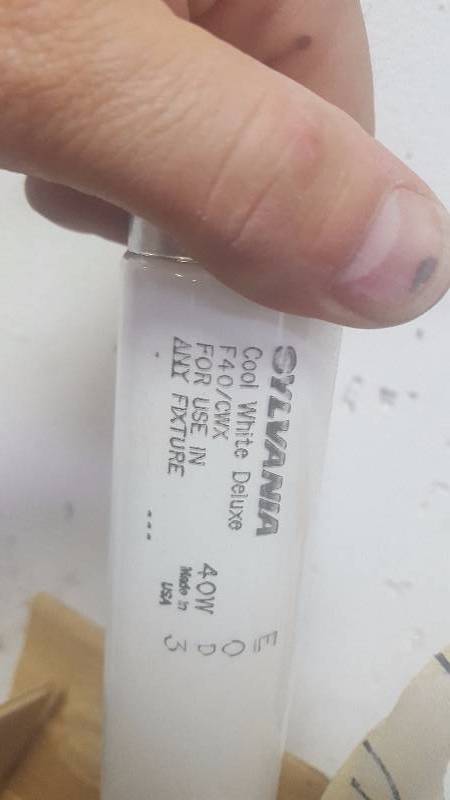 SYLVANIA
Cool White Deluxe
F40/CWX 40W
FOR USE IN Made in
ANY FIXTURE USA
E
O
D
3